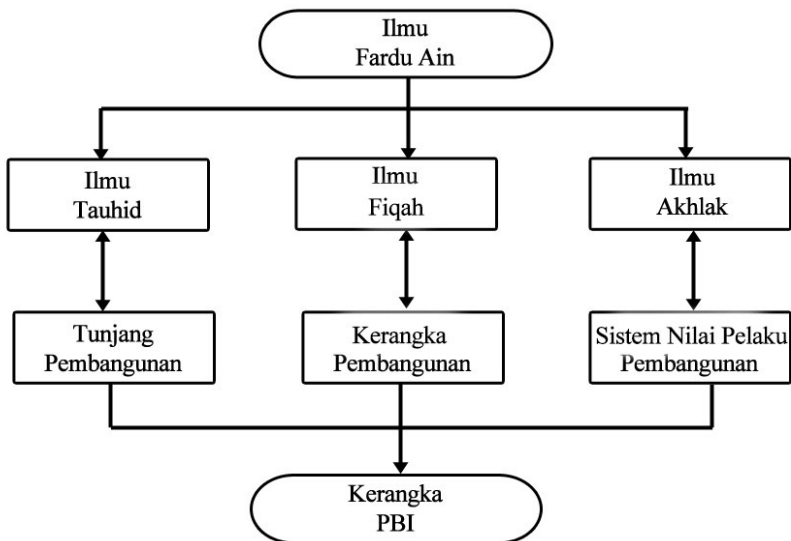 Ilmu
Fardu Ain
Ilmu
Tauhid
Ilmu
Fiqah
Ilmu
Akhlak
Tunjang
Pembangunan
Kerangka
Pembangunan
Sistem Nilai Pelaku
Pembangunan
Kerangka
PBI